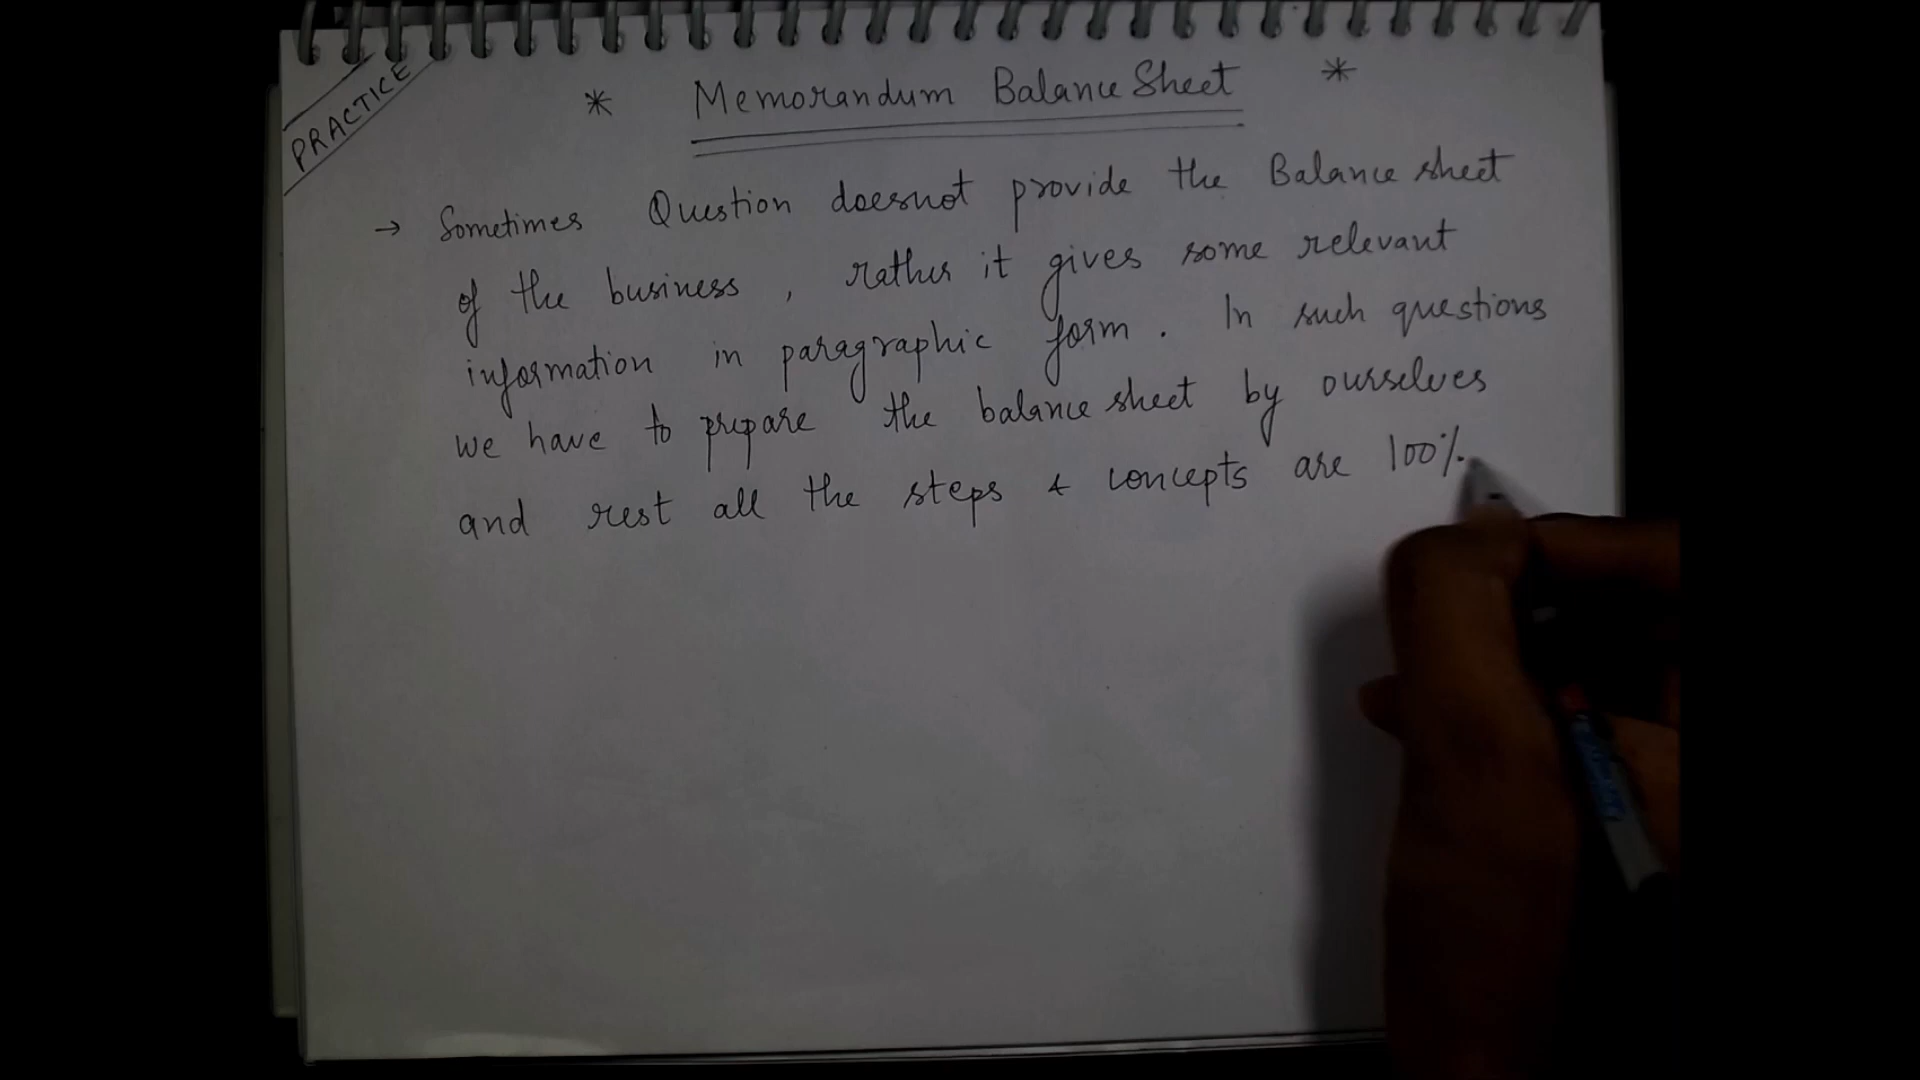 PRACTICE
* Memorandum Balance Sheet *
→ Sometimes Question doesnot provide the Balance sheet
of the business , rather it gives some relevant
information in paragraphic form . In such questions
we have to prepare the balance sheet by ourselves
and rest all the steps & concepts are 100%